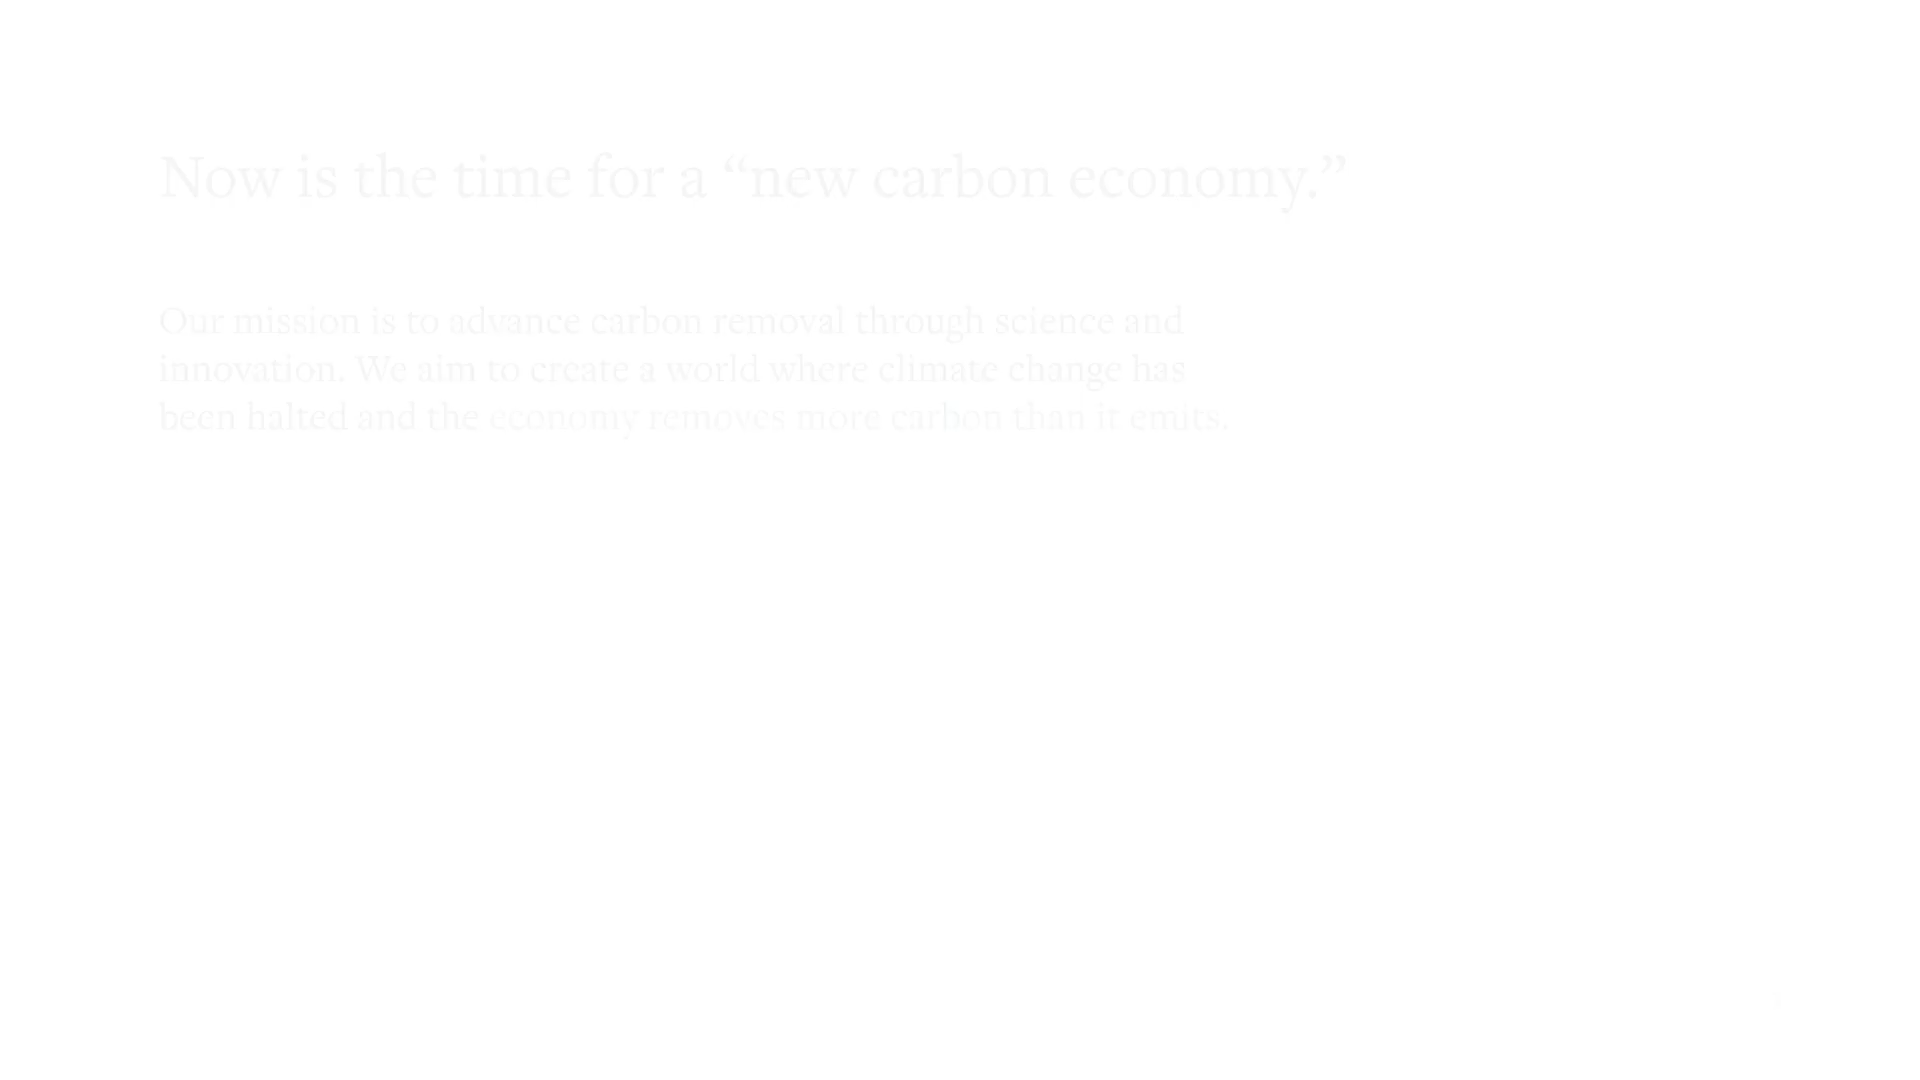 Now is the time for a “new carbon economy.”
Our mission is to advance carbon removal through science and
innovation. We aim to create a world where climate change has
been halted and the economy removes more carbon than it emits.